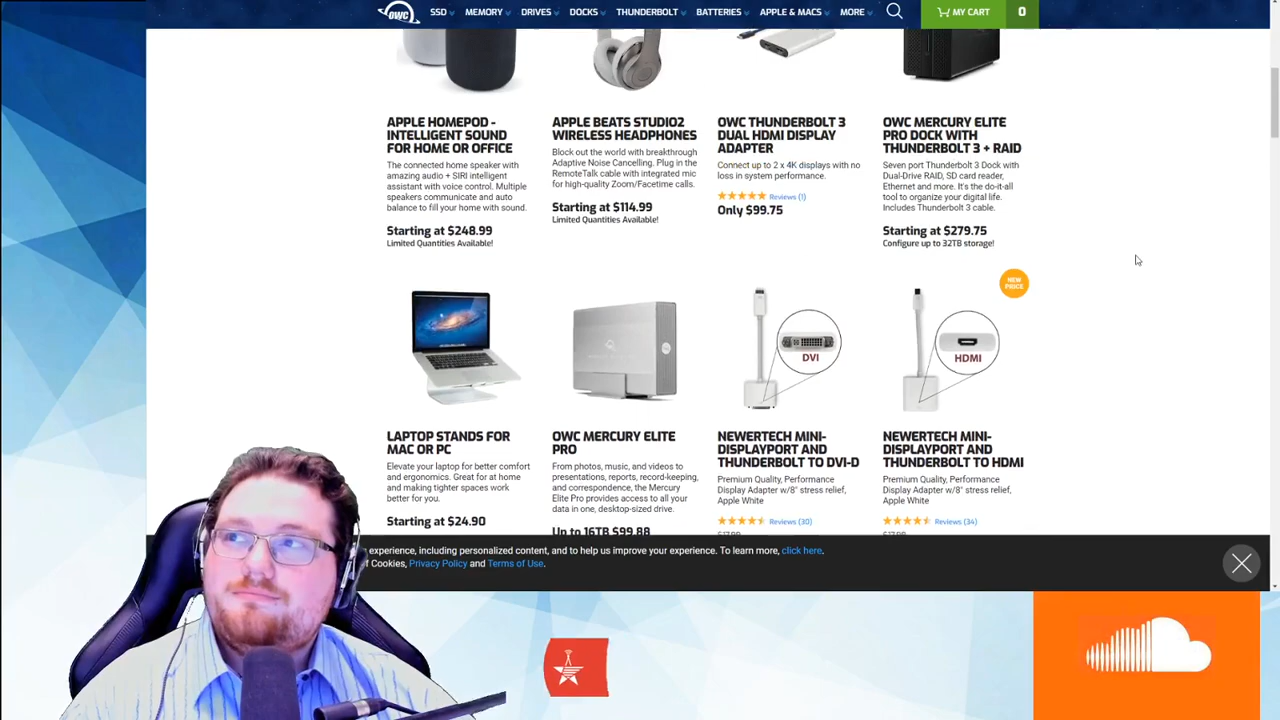 OWC
SSD
MEMORY
DRIVES
DOCKS
THUNDERBOLT
BATTERIES
APPLE & MACS
MORE
MY CART
0
APPLE HOMEPOD -
INTELLIGENT SOUND
FOR HOME OR OFFICE
The connected home speaker with
amazing audio + SIRI intelligent
assistant with voice control. Multiple
speakers communicate and auto
balance to fill your home with sound.
Starting at $248.99
Limited Quantities Available!
APPLE BEATS STUDIO2
WIRELESS HEADPHONES
Block out the world with breakthrough
Adaptive Noise Cancelling. Plug in the
RemoteTalk cable with integrated mic
for high-quality Zoom/Facetime calls.
Starting at $114.99
Limited Quantities Available!
OWC THUNDERBOLT 3
DUAL HDMI DISPLAY
ADAPTER
Connect up to 2 x 4K displays with no
loss in system performance.
Reviews (1)
Only $99.75
OWC MERCURY ELITE
PRO DOCK WITH
THUNDERBOLT 3 + RAID
Seven port Thunderbolt 3 Dock with
Dual-Drive RAID, SD card reader,
Ethernet and more. It's the do-it-all
tool to organize your digital life.
Includes Thunderbolt 3 cable.
Starting at $279.75
Configure up to 32TB storage!
LAPTOP STANDS FOR
MAC OR PC
Elevate your laptop for better comfort
and ergonomics. Great for at home
and making tighter spaces work
better for you.
Starting at $24.90
OWC MERCURY ELITE
PRO
From photos, music, and videos to
presentations, reports, record-keeping,
and correspondence, the Mercury
Elite Pro provides access to all your
data in one, desktop-sized drive.
Up to 16TB $99.88
DVI
NEWERTECH MINI-
DISPLAYPORT AND
THUNDERBOLT TO DVI-D
Premium Quality, Performance
Display Adapter w/8" stress relief,
Apple White
Reviews (30)
NEW
PRICE
HDMI
NEWERTECH MINI-
DISPLAYPORT AND
THUNDERBOLT TO HDMI
Premium Quality, Performance
Display Adapter w/8" stress relief,
Apple White
Reviews (34)
experience, including personalized content, and to help us improve your experience. To learn more, click here.
f Cookies, Privacy Policy and Terms of Use.